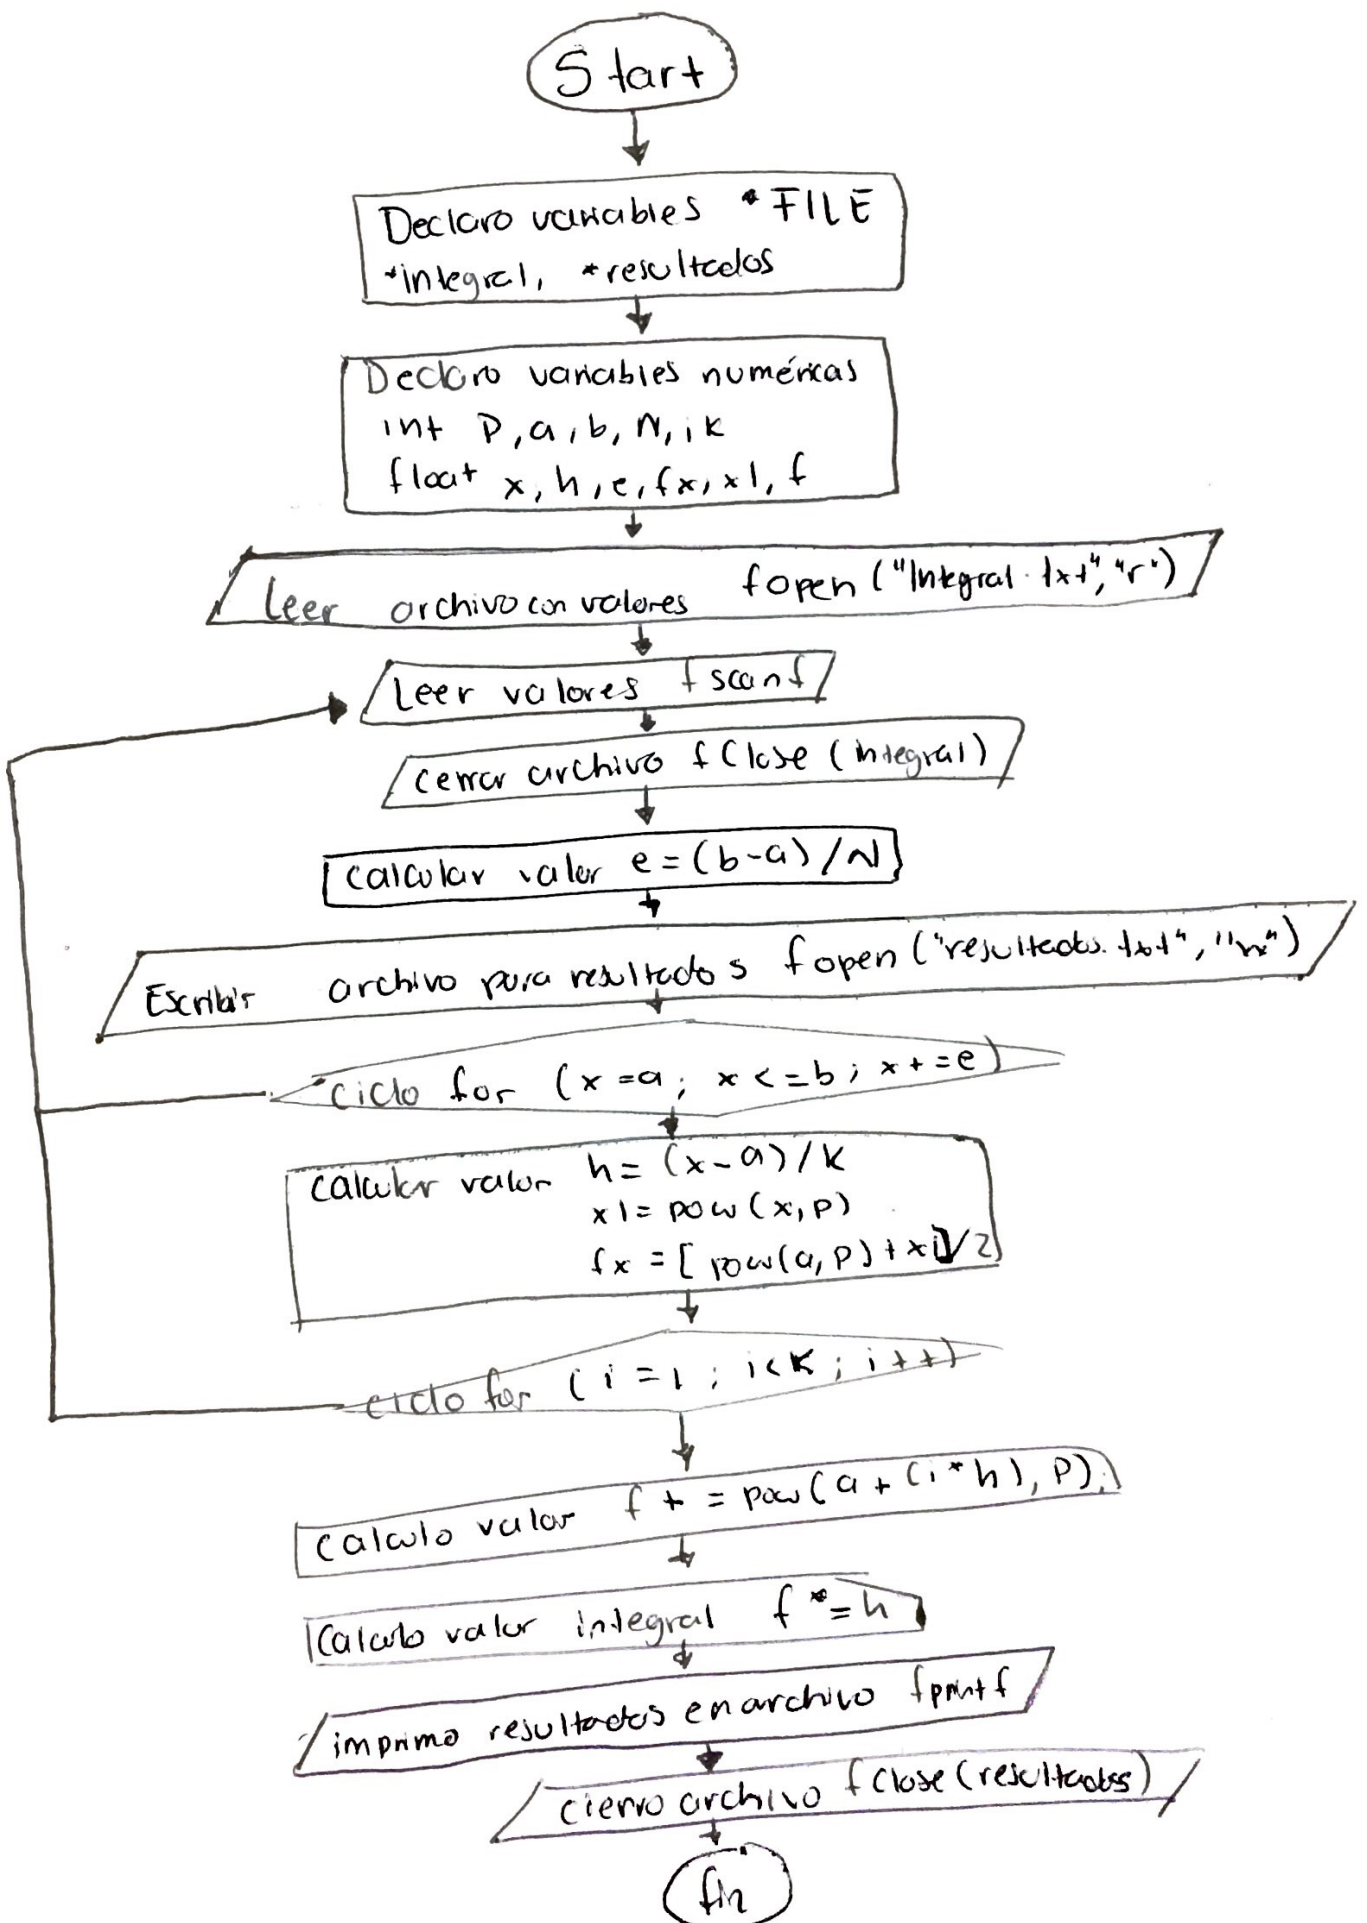 Start
Declaro variables *FILE
*integral, *resultados
Declaro variables numéricas
int P, a, b, N, i k
float x, h, e, fx, x1, f
Leer archivo con valores fopen ("Integral.txt", "r")
Leer valores fscanf
cerrar archivo fClose (integral)
calcular valor e = (b-a) / N
Escribir archivo para resultados fopen ("resultados.txt", "w")
ciclo for (x = a; x <= b; x += e)
calcular valor h = (x-a) / k
x1 = pow (x, p)
fx = [pow(a, p) + x1]/2
ciclo for (i = 1; i < k; i++)
calculo valor f += pow(a + (i*h), P);
Calculo valor integral f *= h
imprimo resultados en archivo fprintf
cierro archivo fClose (resultados)
fin